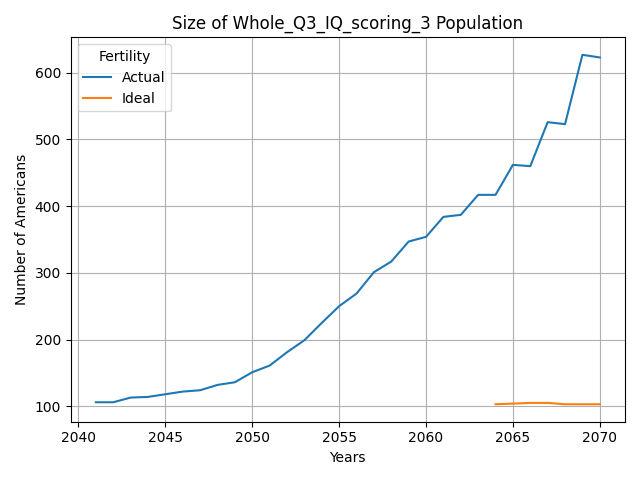 Size of Whole_Q3_IQ_scoring_3 Population
Fertility
Actual
Ideal
Number of Americans
600
500
400
300
200
100
2040
2045
2050
2055
2060
2065
2070
Years